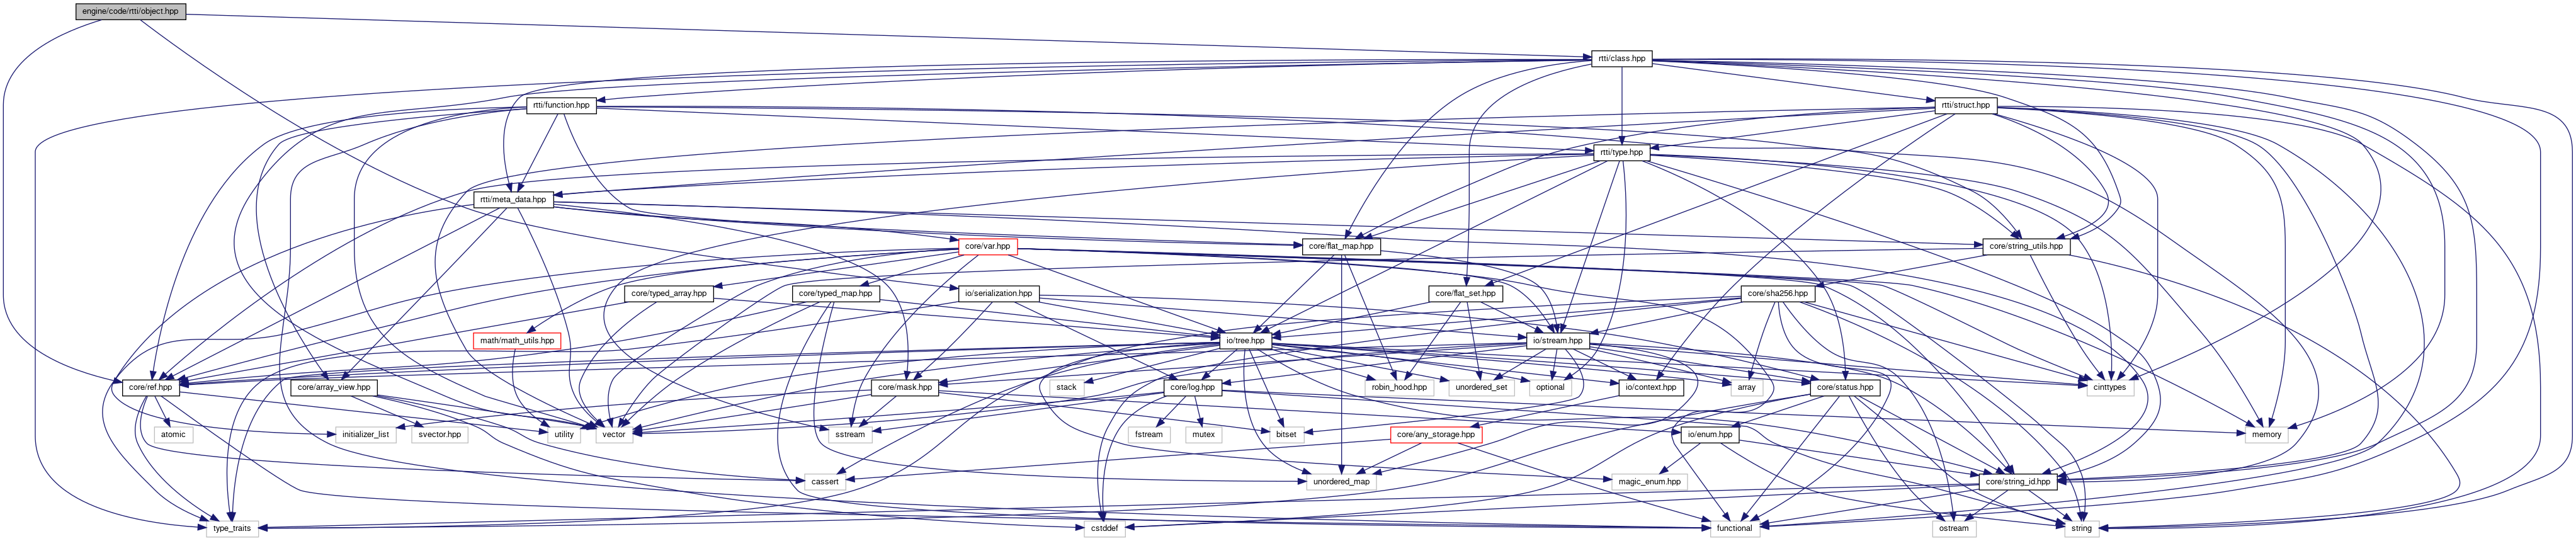 engine/code/rtti/object.hpp
rtti/class.hpp
rtti/function.hpp
rtti/struct.hpp
rtti/type.hpp
rtti/meta_data.hpp
core/var.hpp
core/flat_map.hpp
core/string_utils.hpp
core/typed_array.hpp
core/typed_map.hpp
io/serialization.hpp
core/flat_set.hpp
core/sha256.hpp
math/math_utils.hpp
io/tree.hpp
io/stream.hpp
core/ref.hpp
core/array_view.hpp
core/mask.hpp
stack
core/log.hpp
robin_hood.hpp
unordered_set
optional
io/context.hpp
array
core/status.hpp
cinttypes
atomic
initializer_list
svector.hpp
utility
vector
sstream
fstream
mutex
bitset
core/any_storage.hpp
io/enum.hpp
memory
cassert
unordered_map
magic_enum.hpp
core/string_id.hpp
type_traits
cstddef
functional
ostream
string